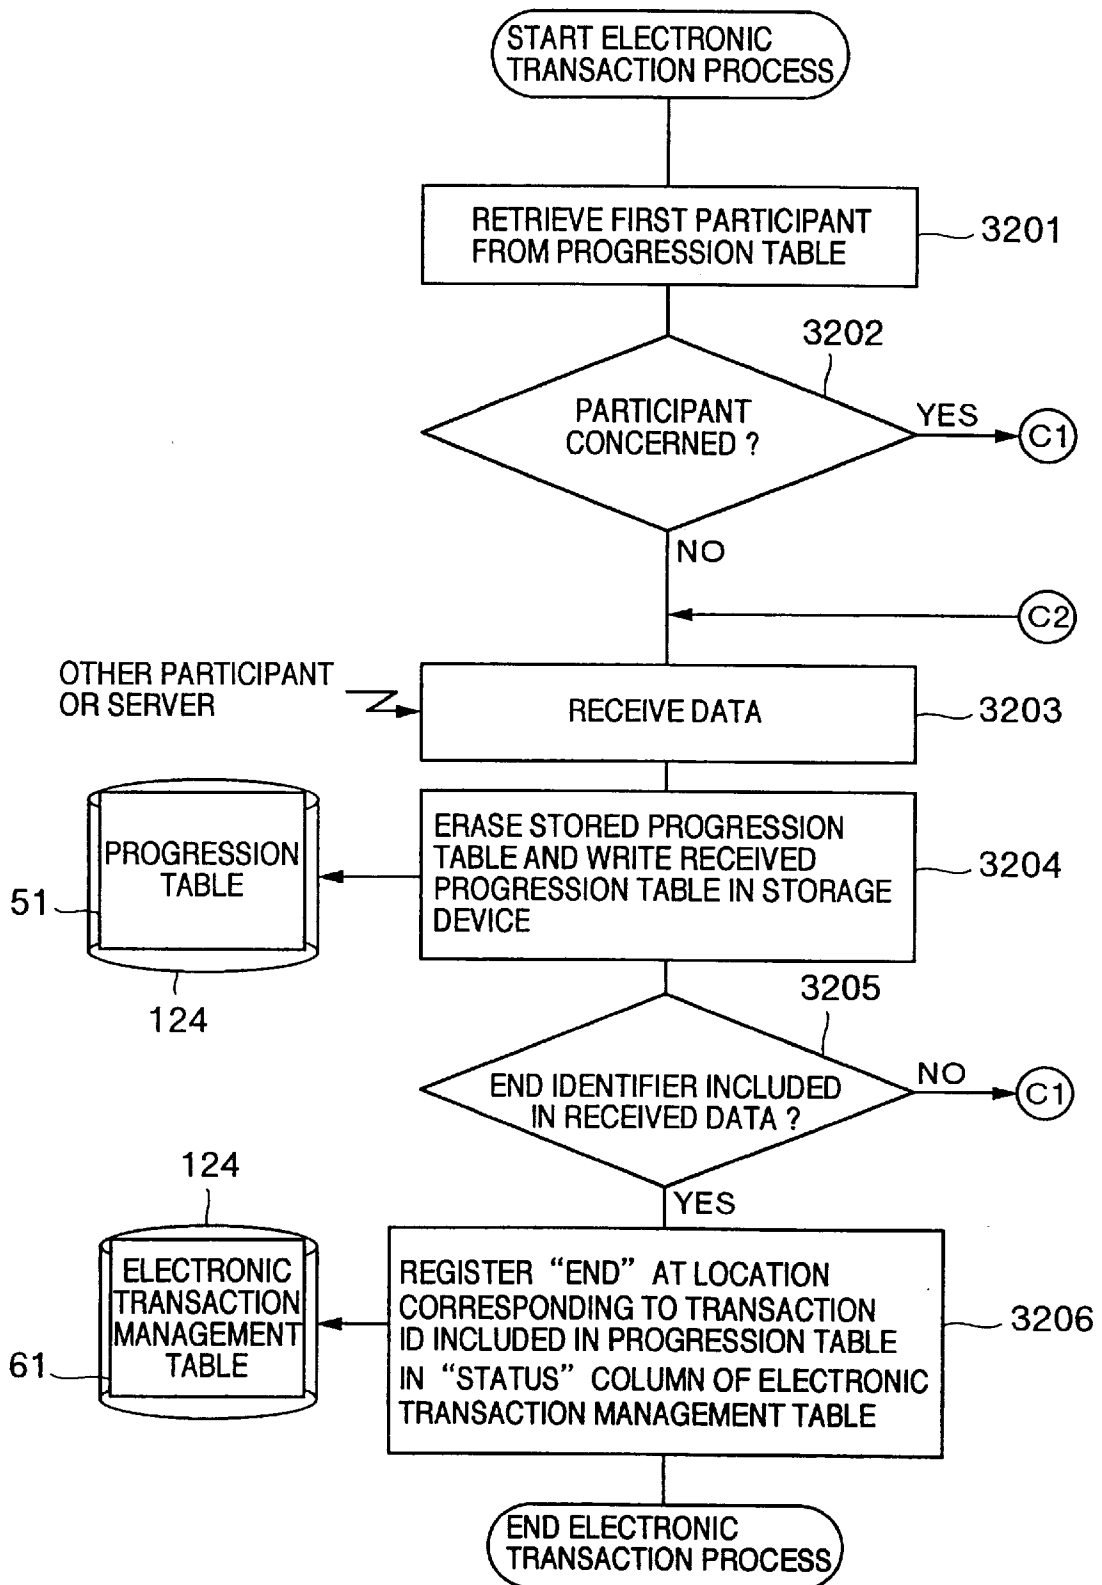 START ELECTRONIC
TRANSACTION PROCESS
RETRIEVE FIRST PARTICIPANT
FROM PROGRESSION TABLE
3201
3202
PARTICIPANT
CONCERNED ?
YES
C1
NO
C2
OTHER PARTICIPANT
OR SERVER
RECEIVE DATA
3203
PROGRESSION
TABLE
51
124
ERASE STORED PROGRESSION
TABLE AND WRITE RECEIVED
PROGRESSION TABLE IN STORAGE
DEVICE
3204
3205
END IDENTIFIER INCLUDED
IN RECEIVED DATA ?
NO
C1
YES
124
ELECTRONIC
TRANSACTION
MANAGEMENT
TABLE
61
REGISTER “END” AT LOCATION
CORRESPONDING TO TRANSACTION
ID INCLUDED IN PROGRESSION TABLE
IN “STATUS” COLUMN OF ELECTRONIC
TRANSACTION MANAGEMENT TABLE
3206
END ELECTRONIC
TRANSACTION PROCESS